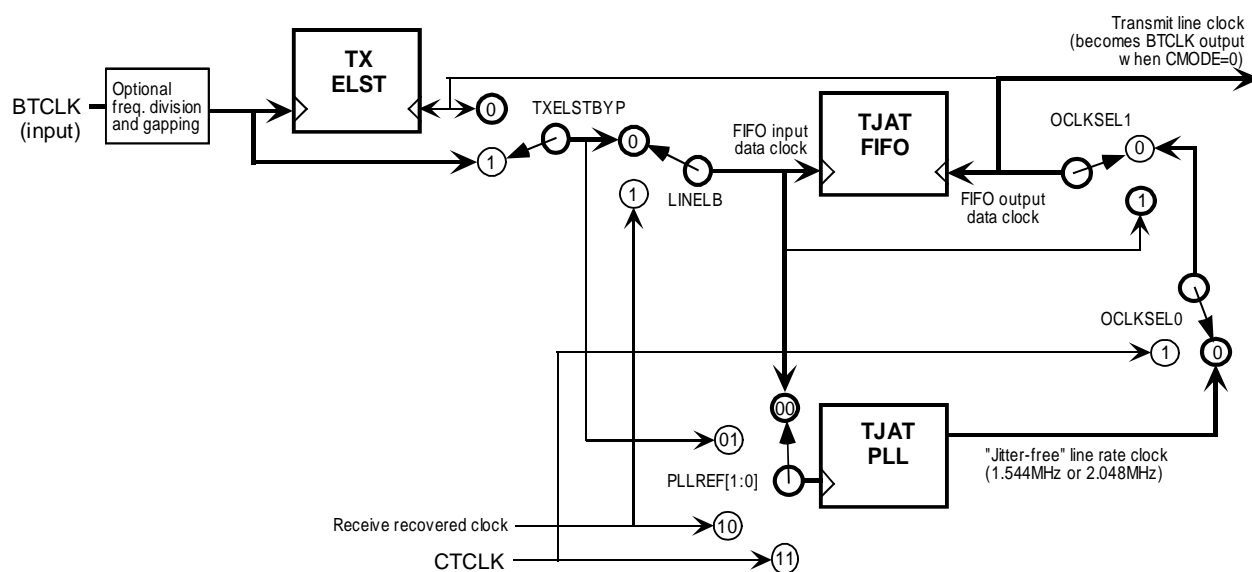 Transmit line clock
(becomes BTCLK output
when CMODE=0)
TX
ELST
Optional
freq. division
and gapping
BTCLK
(input)
0
TXELSTBYP
1
0
LINELB
1
FIFO input
data clock
TJAT
FIFO
OCLKSEL1
0
FIFO output
data clock
1
OCLKSEL0
1
0
00
TJAT
PLL
01
PLLREF[1:0]
"Jitter-free" line rate clock
(1.544MHz or 2.048MHz)
Receive recovered clock
10
CTCLK
11